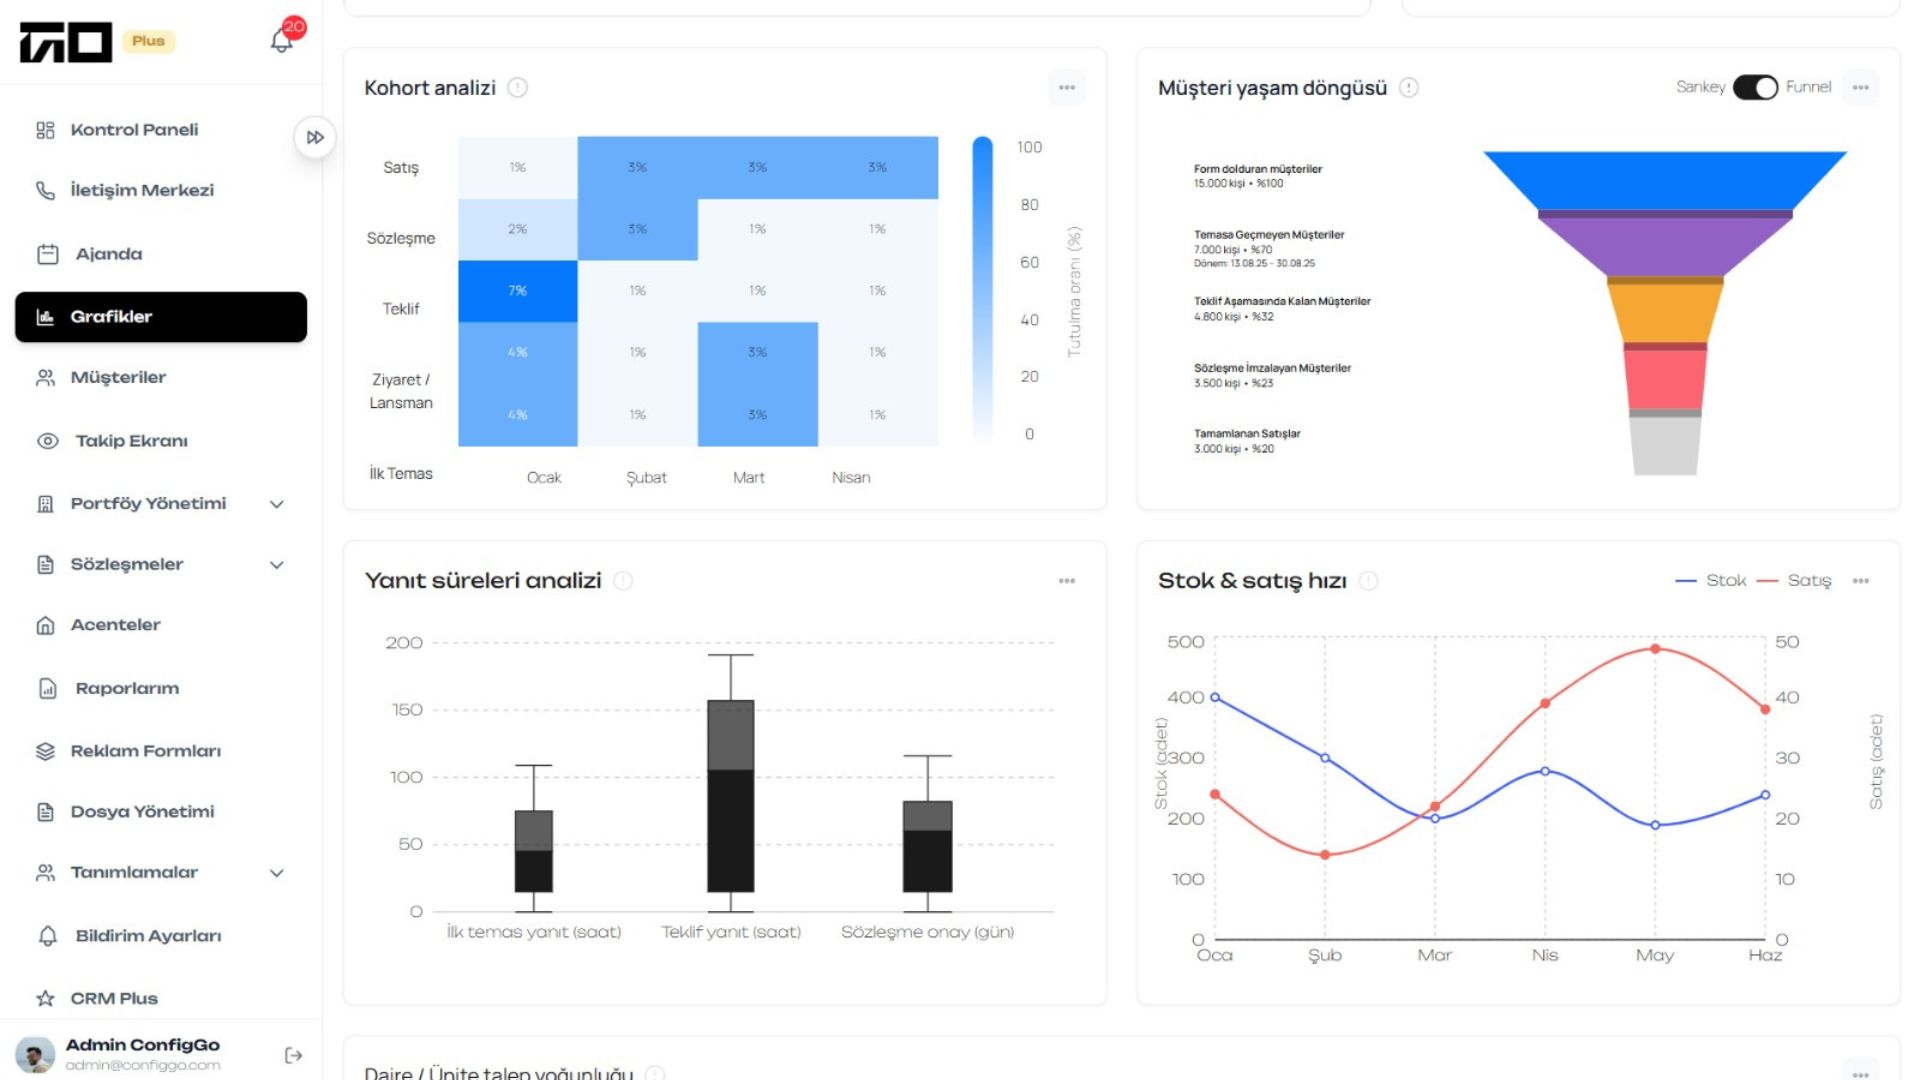 Plus
20
Kontrol Paneli
İletişim Merkezi
Ajanda
Grafikler
Müşteriler
Takip Ekranı
Portföy Yönetimi
Sözleşmeler
Acenteler
Raporlarım
Reklam Formları
Dosya Yönetimi
Tanımlamalar
Bildirim Ayarları
CRM Plus
Admin ConfigGo
admin@configgo.com
Kohort analizi
Satış
Sözleşme
Teklif
Ziyaret /
Lansman
İlk Temas
1% 3% 3% 3%
2% 3% 1% 1%
7% 1% 1% 1%
4% 1% 3% 1%
4% 1% 3% 1%
Ocak Şubat Mart Nisan
100
80
60
40
20
0
Tutulma oranı (%)
Müşteri yaşam döngüsü
Sankey Funnel
Form dolduran müşteriler
15.000 kişi • %100
Temasa Geçmeyen Müşteriler
7.000 kişi • %70
Dönem: 13.08.25 - 30.08.25
Teklif Aşamasında Kalan Müşteriler
4.800 kişi • %32
Sözleşme İmzalayan Müşteriler
3.500 kişi • %23
Tamamlanan Satışlar
3.000 kişi • %20
Yanıt süreleri analizi
200
150
100
50
0
İlk temas yanıt (saat) Teklif yanıt (saat) Sözleşme onay (gün)
Stok & satış hızı
Stok Satış
500
400
300
200
100
0
Stok (adet)
50
40
30
20
10
0
Satış (adet)
Oca Şub Mar Nis May Haz
Daire / Ünite talep yoğunluğu